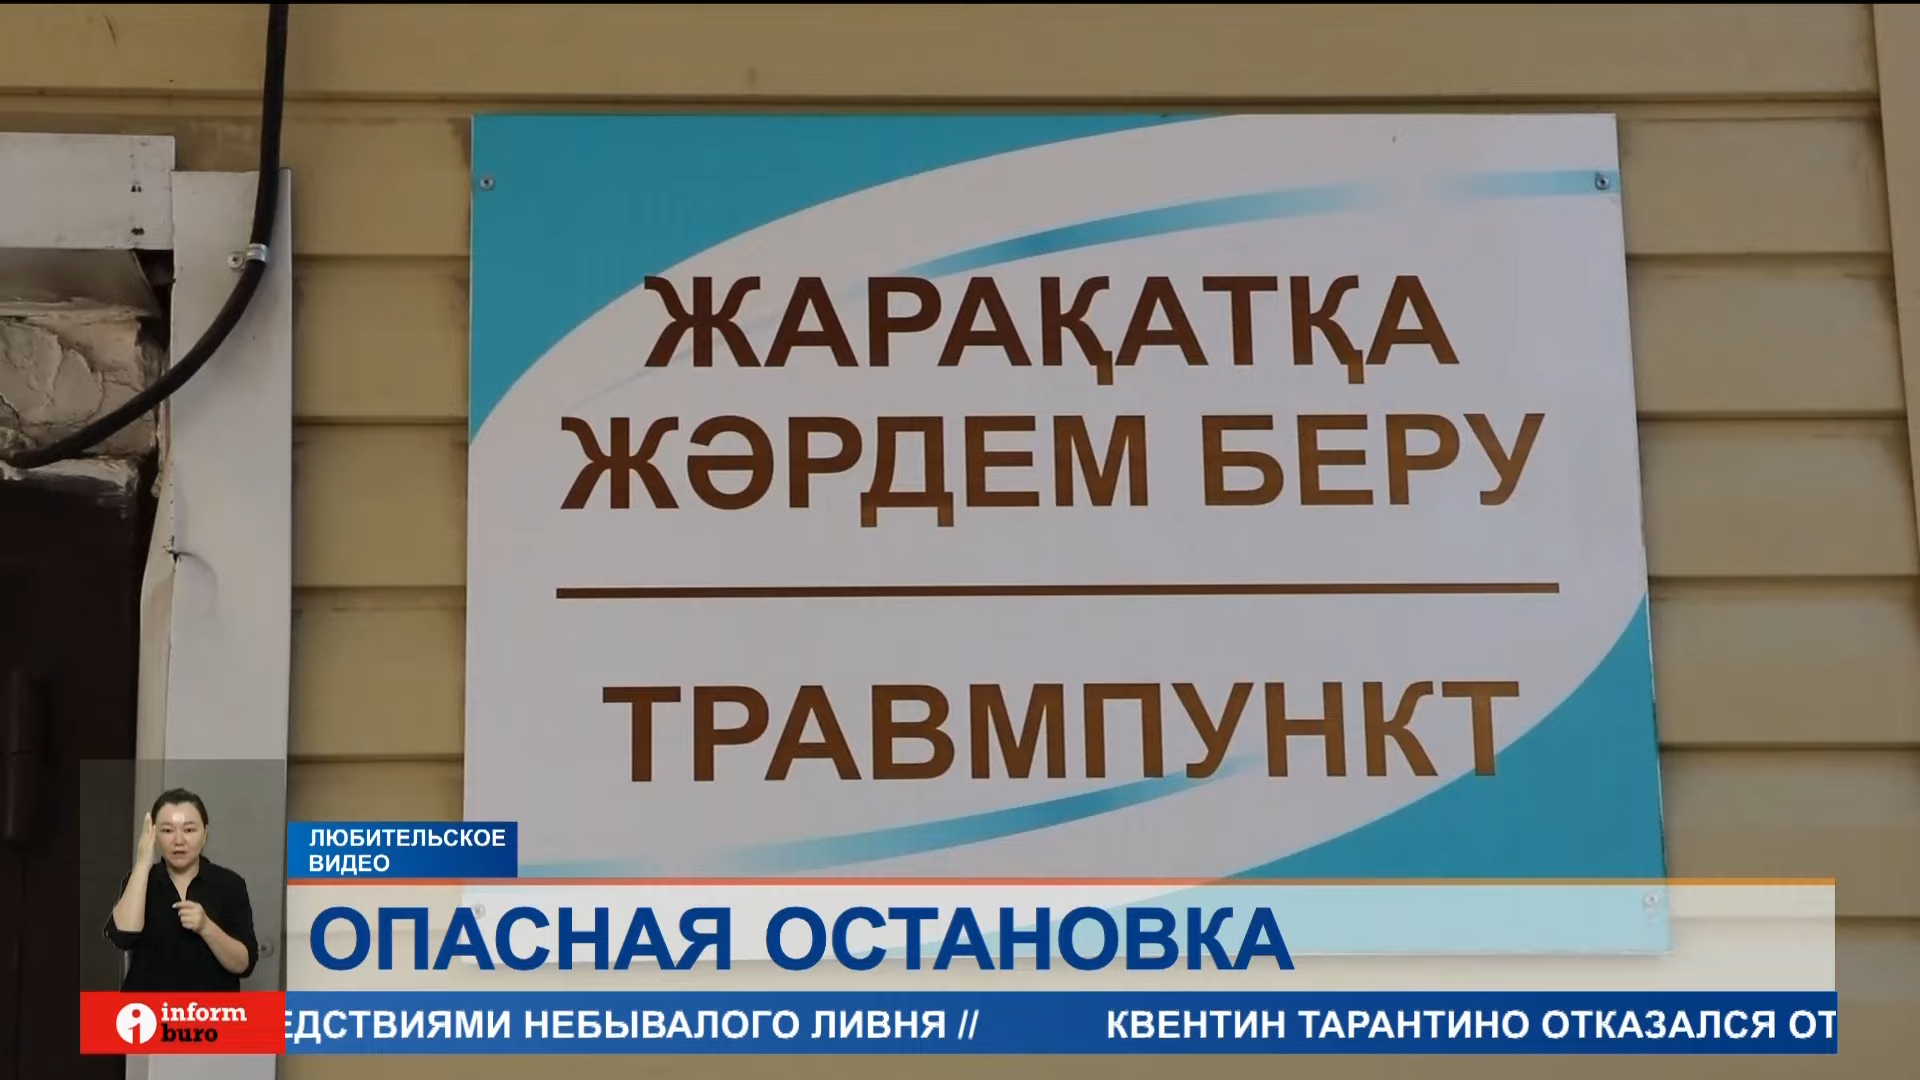 ЖАРАҚАТҚА
ЖӘРДЕМ БЕРУ
ТРАВМПУНКТ
ЛЮБИТЕЛЬСКОЕ
ВИДЕО
ОПАСНАЯ ОСТАНОВКА
inform
buro
ЕДСТВИЯМИ НЕБЫВАЛОГО ЛИВНЯ // КВЕНТИН ТАРАНТИНО ОТКАЗАЛСЯ ОТ